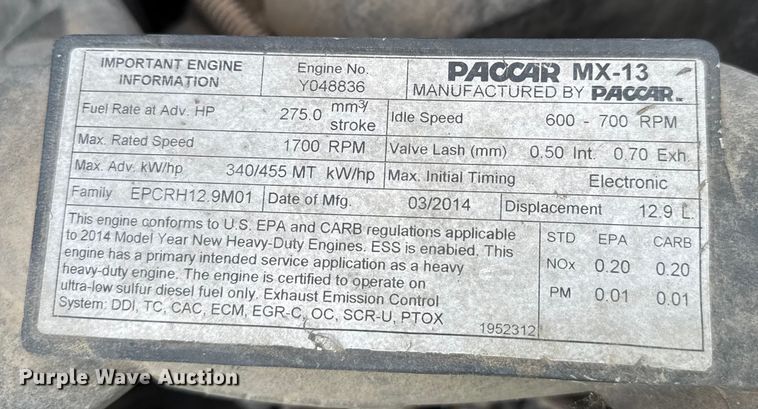 IMPORTANT ENGINE INFORMATION
Engine No. Y048836
PACCAR MX-13
MANUFACTURED BY PACCAR INC
Fuel Rate at Adv. HP 275.0 mm³/stroke
Idle Speed 600 - 700 RPM
Max. Rated Speed 1700 RPM
Valve Lash (mm) 0.50 Int. 0.70 Exh
Max. Adv. kW/hp 340/455 MT kW/hp
Max. Initial Timing Electronic
Family EPCRH12.9M01
Date of Mfg. 03/2014
Displacement 12.9 L.
This engine conforms to U.S. EPA and CARB regulations applicable
to 2014 Model Year New Heavy-Duty Engines. ESS is enabied. This
engine has a primary intended service application as a heavy
heavy-duty engine. The engine is certified to operate on
ultra-low sulfur diesel fuel only. Exhaust Emission Control
System: DDI, TC, CAC, ECM, EGR-C, OC, SCR-U, PTOX
1952312
STD EPA CARB
NOx 0.20 0.20
PM 0.01 0.01
Purple Wave Auction